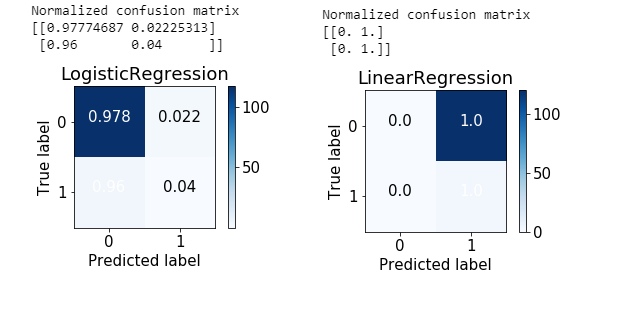 Normalized confusion matrix
[[0.97774687 0.02225313]
[0.96 0.04 ]]
LogisticRegression
0
0.978
0.022
1
0.96
0.04
0
1
True label
Predicted label
100
50
Normalized confusion matrix
[[0. 1.]
[0. 1.]]
LinearRegression
0
0.0
1.0
1
0.0
1.0
0
1
True label
Predicted label
100
50
0